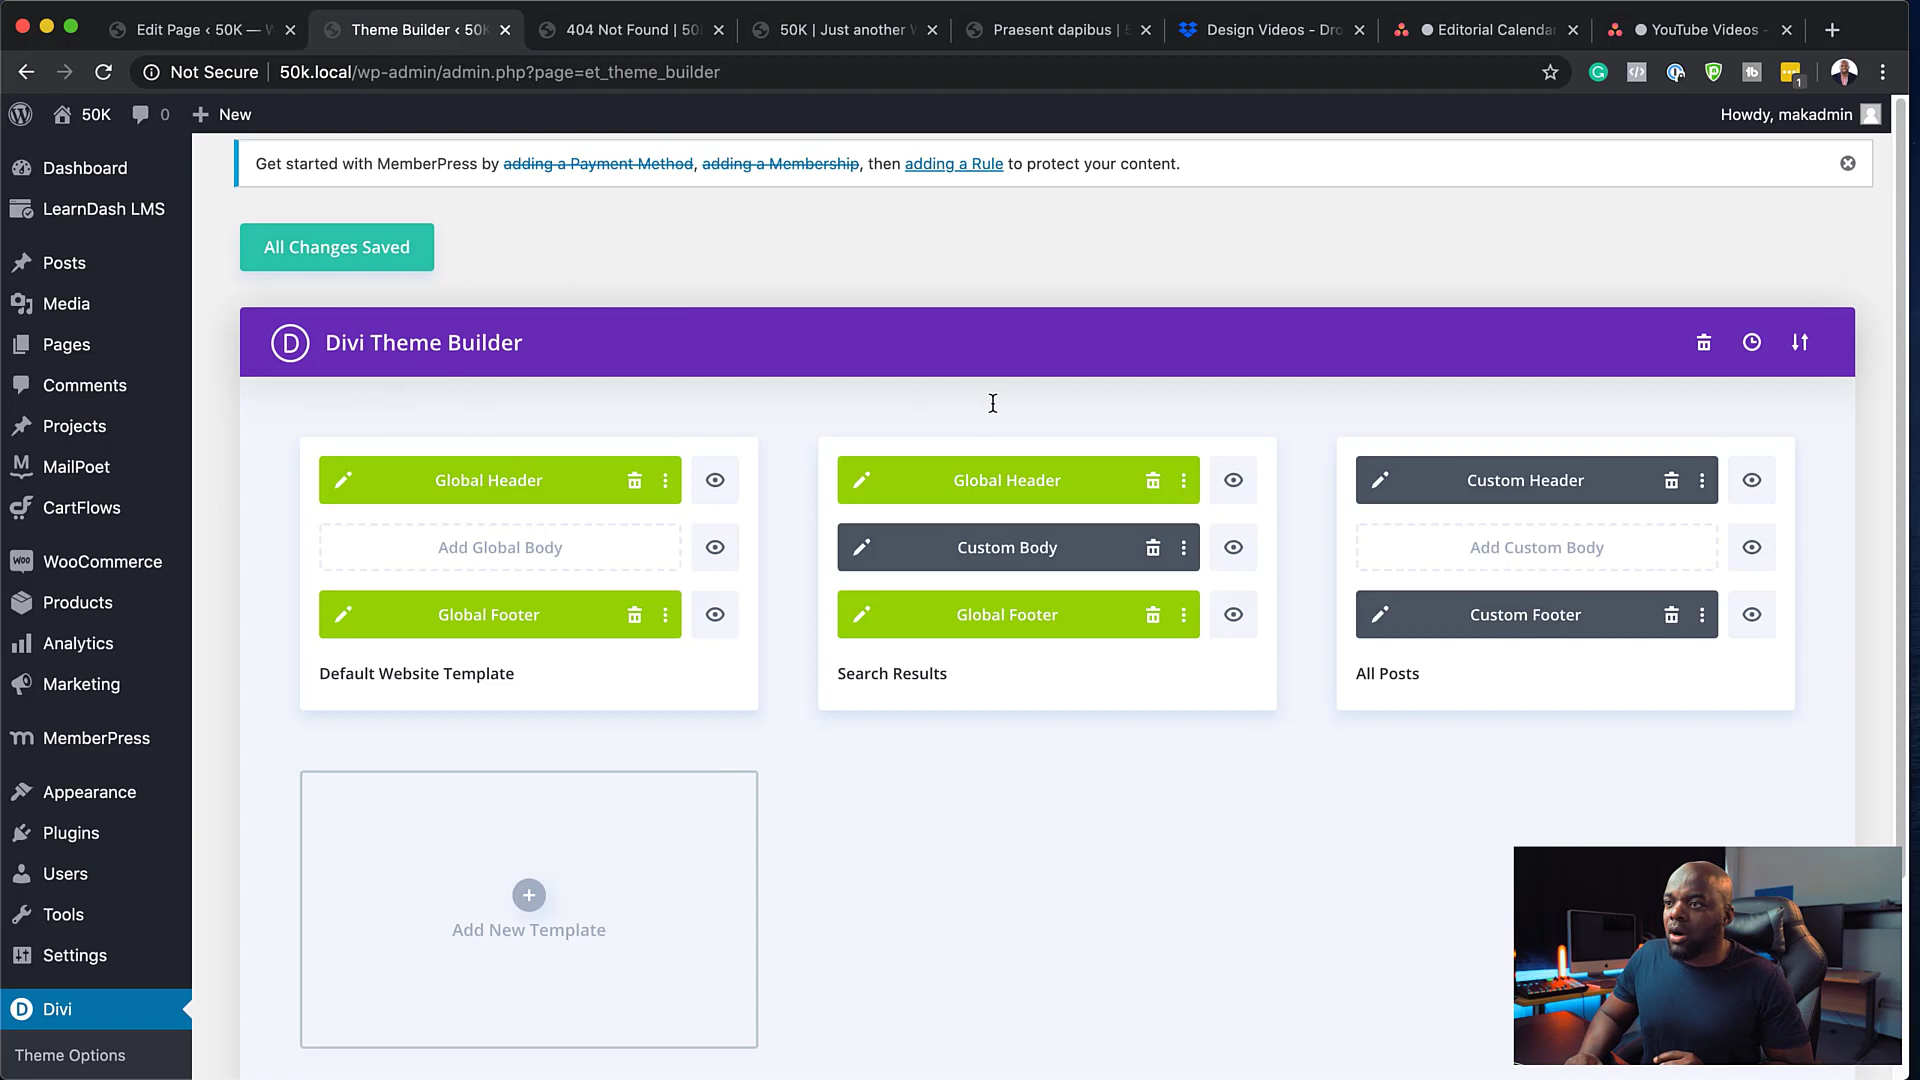 Edit Page ‹ 50K —
Theme Builder ‹ 50K
404 Not Found | 50
50K | Just another
Praesent dapibus |
Design Videos - Dro
Editorial Calenda
YouTube Videos -
Not Secure
50k.local/wp-admin/admin.php?page=et_theme_builder
1
50K
0
New
Howdy, makadmin
Dashboard
LearnDash LMS
Posts
Media
Pages
Comments
Projects
MailPoet
CartFlows
Woo
WooCommerce
Products
Analytics
Marketing
MemberPress
Appearance
Plugins
Users
Tools
Settings
Divi
Theme Options
Get started with MemberPress by adding a Payment Method, adding a Membership, then adding a Rule to protect your content.
All Changes Saved
D Divi Theme Builder
Global Header
Add Global Body
Global Footer
Default Website Template
Global Header
Custom Body
Global Footer
Search Results
Custom Header
Add Custom Body
Custom Footer
All Posts
Add New Template